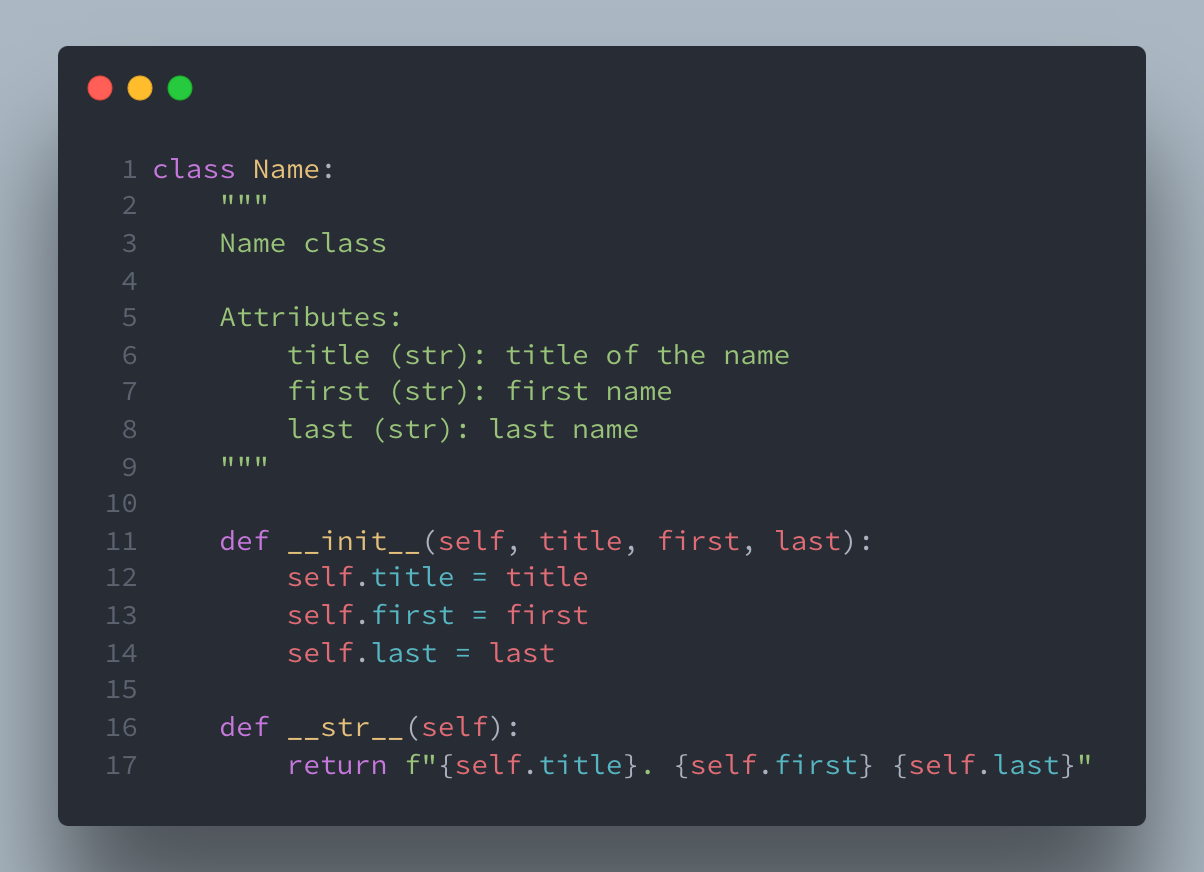 1 class Name:
2     """
3     Name class
4
5     Attributes:
6         title (str): title of the name
7         first (str): first name
8         last (str): last name
9     """
10
11     def __init__(self, title, first, last):
12         self.title = title
13         self.first = first
14         self.last = last
15
16     def __str__(self):
17         return f"{self.title}. {self.first} {self.last}"